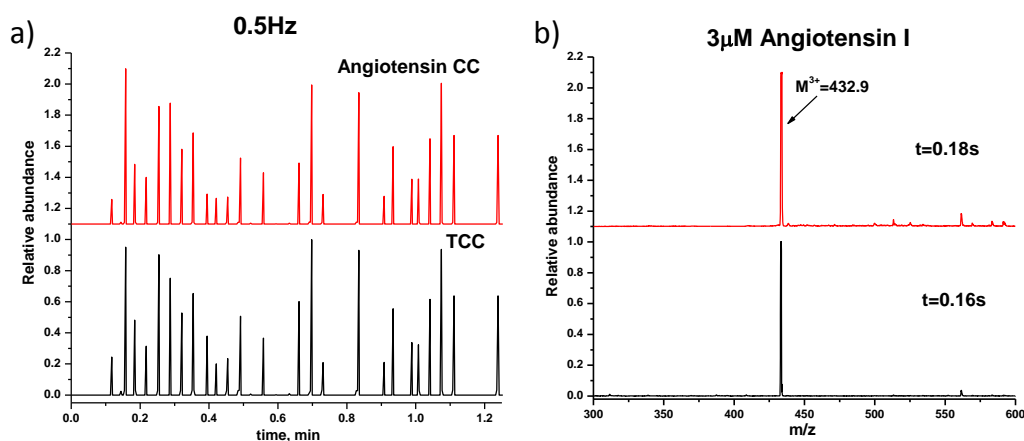 a)
0.5Hz
Angiotensin CC
TCC
Relative abundance
Relative abundance
2.2
2.0
1.8
1.6
1.4
1.2
1.0
0.8
0.6
0.4
0.2
0.0
0.0 0.2 0.4 0.6 0.8 1.0 1.2
time, min
b)
3μM Angiotensin I
M³⁺=432.9
t=0.18s
t=0.16s
Relative abundance
Relative abundance
2.2
2.0
1.8
1.6
1.4
1.2
1.0
0.8
0.6
0.4
0.2
0.0
300 350 400 450 500 550 600
m/z